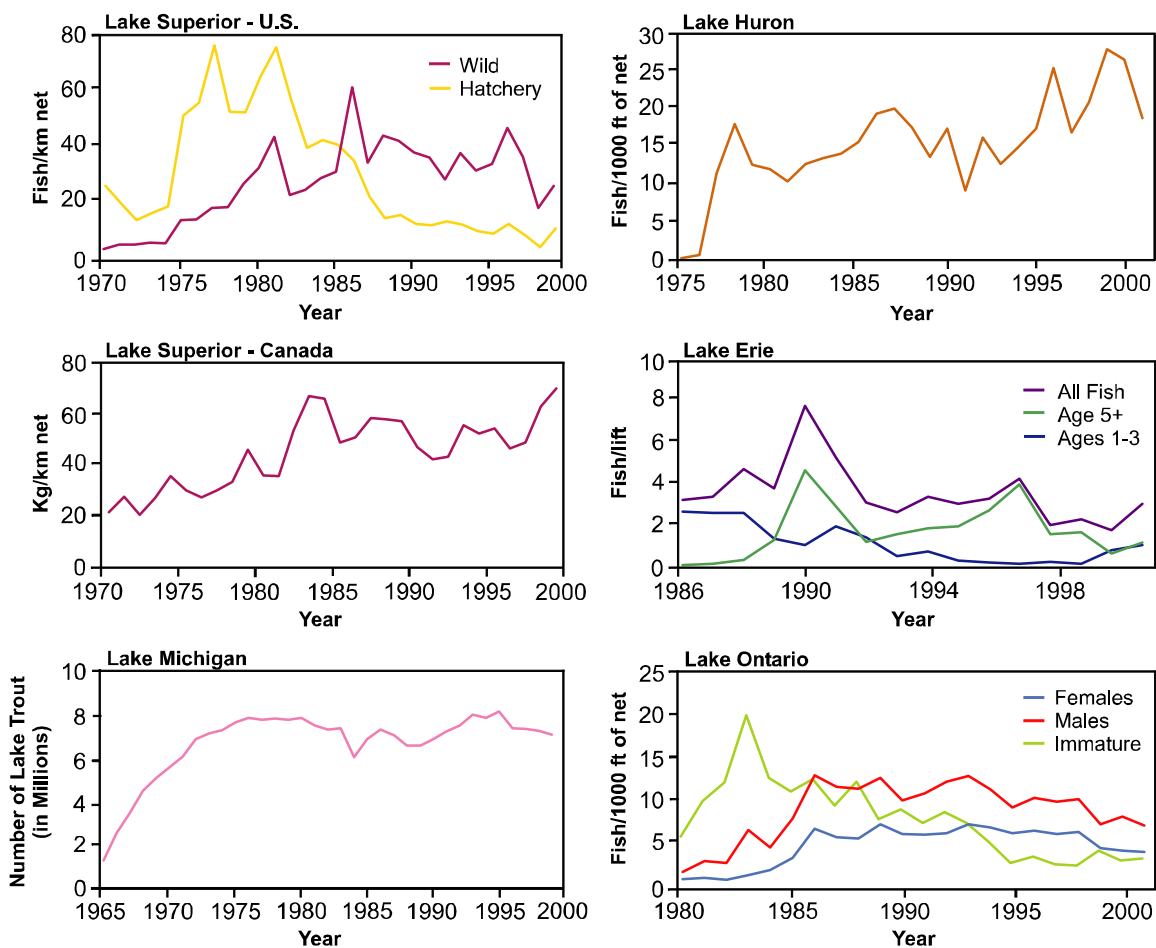 Lake Superior - U.S.
80
60
40
20
0
Fish/km net
Wild
Hatchery
1970 1975 1980 1985 1990 1995 2000
Year
Lake Huron
30
25
20
15
10
5
0
Fish/1000 ft of net
1975 1980 1985 1990 1995 2000
Year
Lake Superior - Canada
80
60
40
20
0
Kg/km net
1970 1975 1980 1985 1990 1995 2000
Year
Lake Erie
10
8
6
4
2
0
Fish/lift
All Fish
Age 5+
Ages 1-3
1986 1990 1994 1998
Year
Lake Michigan
10
8
6
4
2
0
Number of Lake Trout
(in Millions)
1965 1970 1975 1980 1985 1990 1995 2000
Year
Lake Ontario
25
20
15
10
5
0
Fish/1000 ft of net
Females
Males
Immature
1980 1985 1990 1995 2000
Year